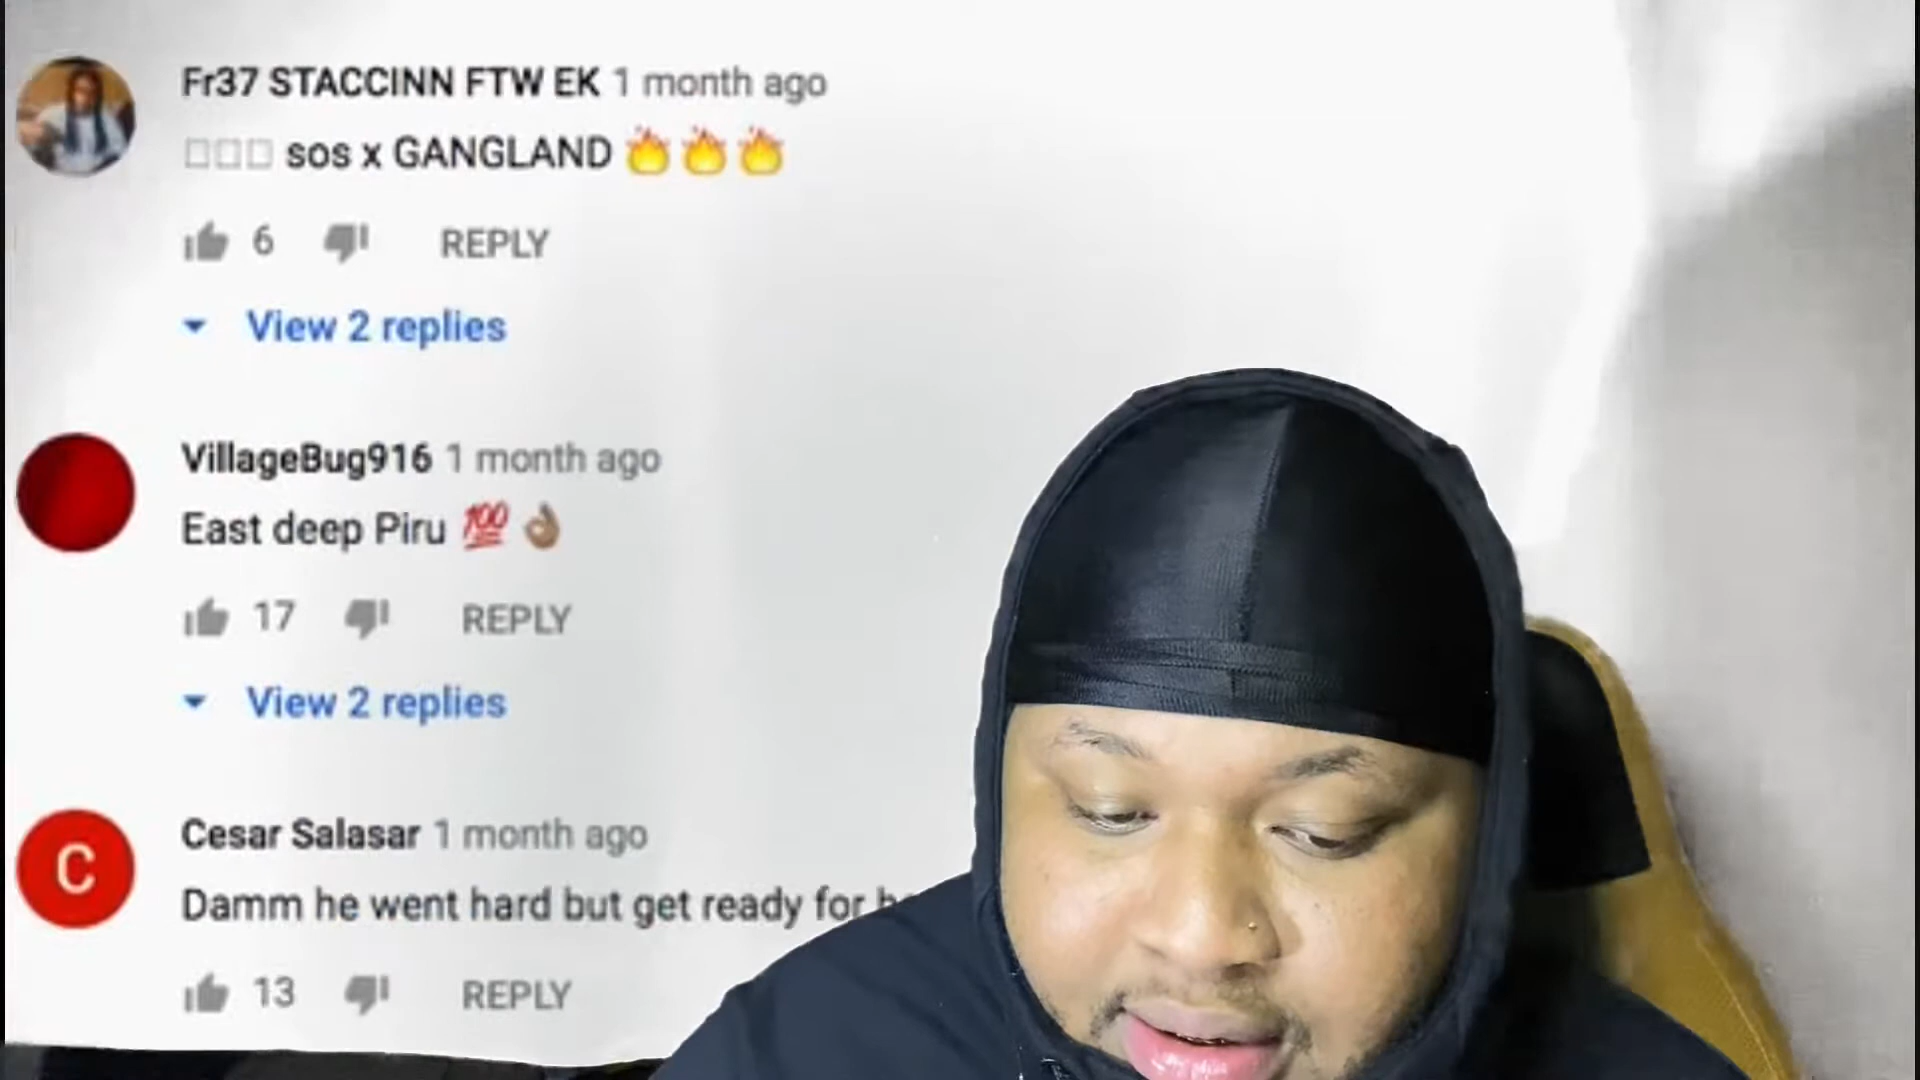 Fr37 STACCINN FTW EK 1 month ago
□□□ sos x GANGLAND 🔥🔥🔥
6 REPLY
View 2 replies
VillageBug916 1 month ago
East deep Piru 💯👌🏽
17 REPLY
View 2 replies
Cesar Salasar 1 month ago
Damm he went hard but get ready for
13 REPLY
C